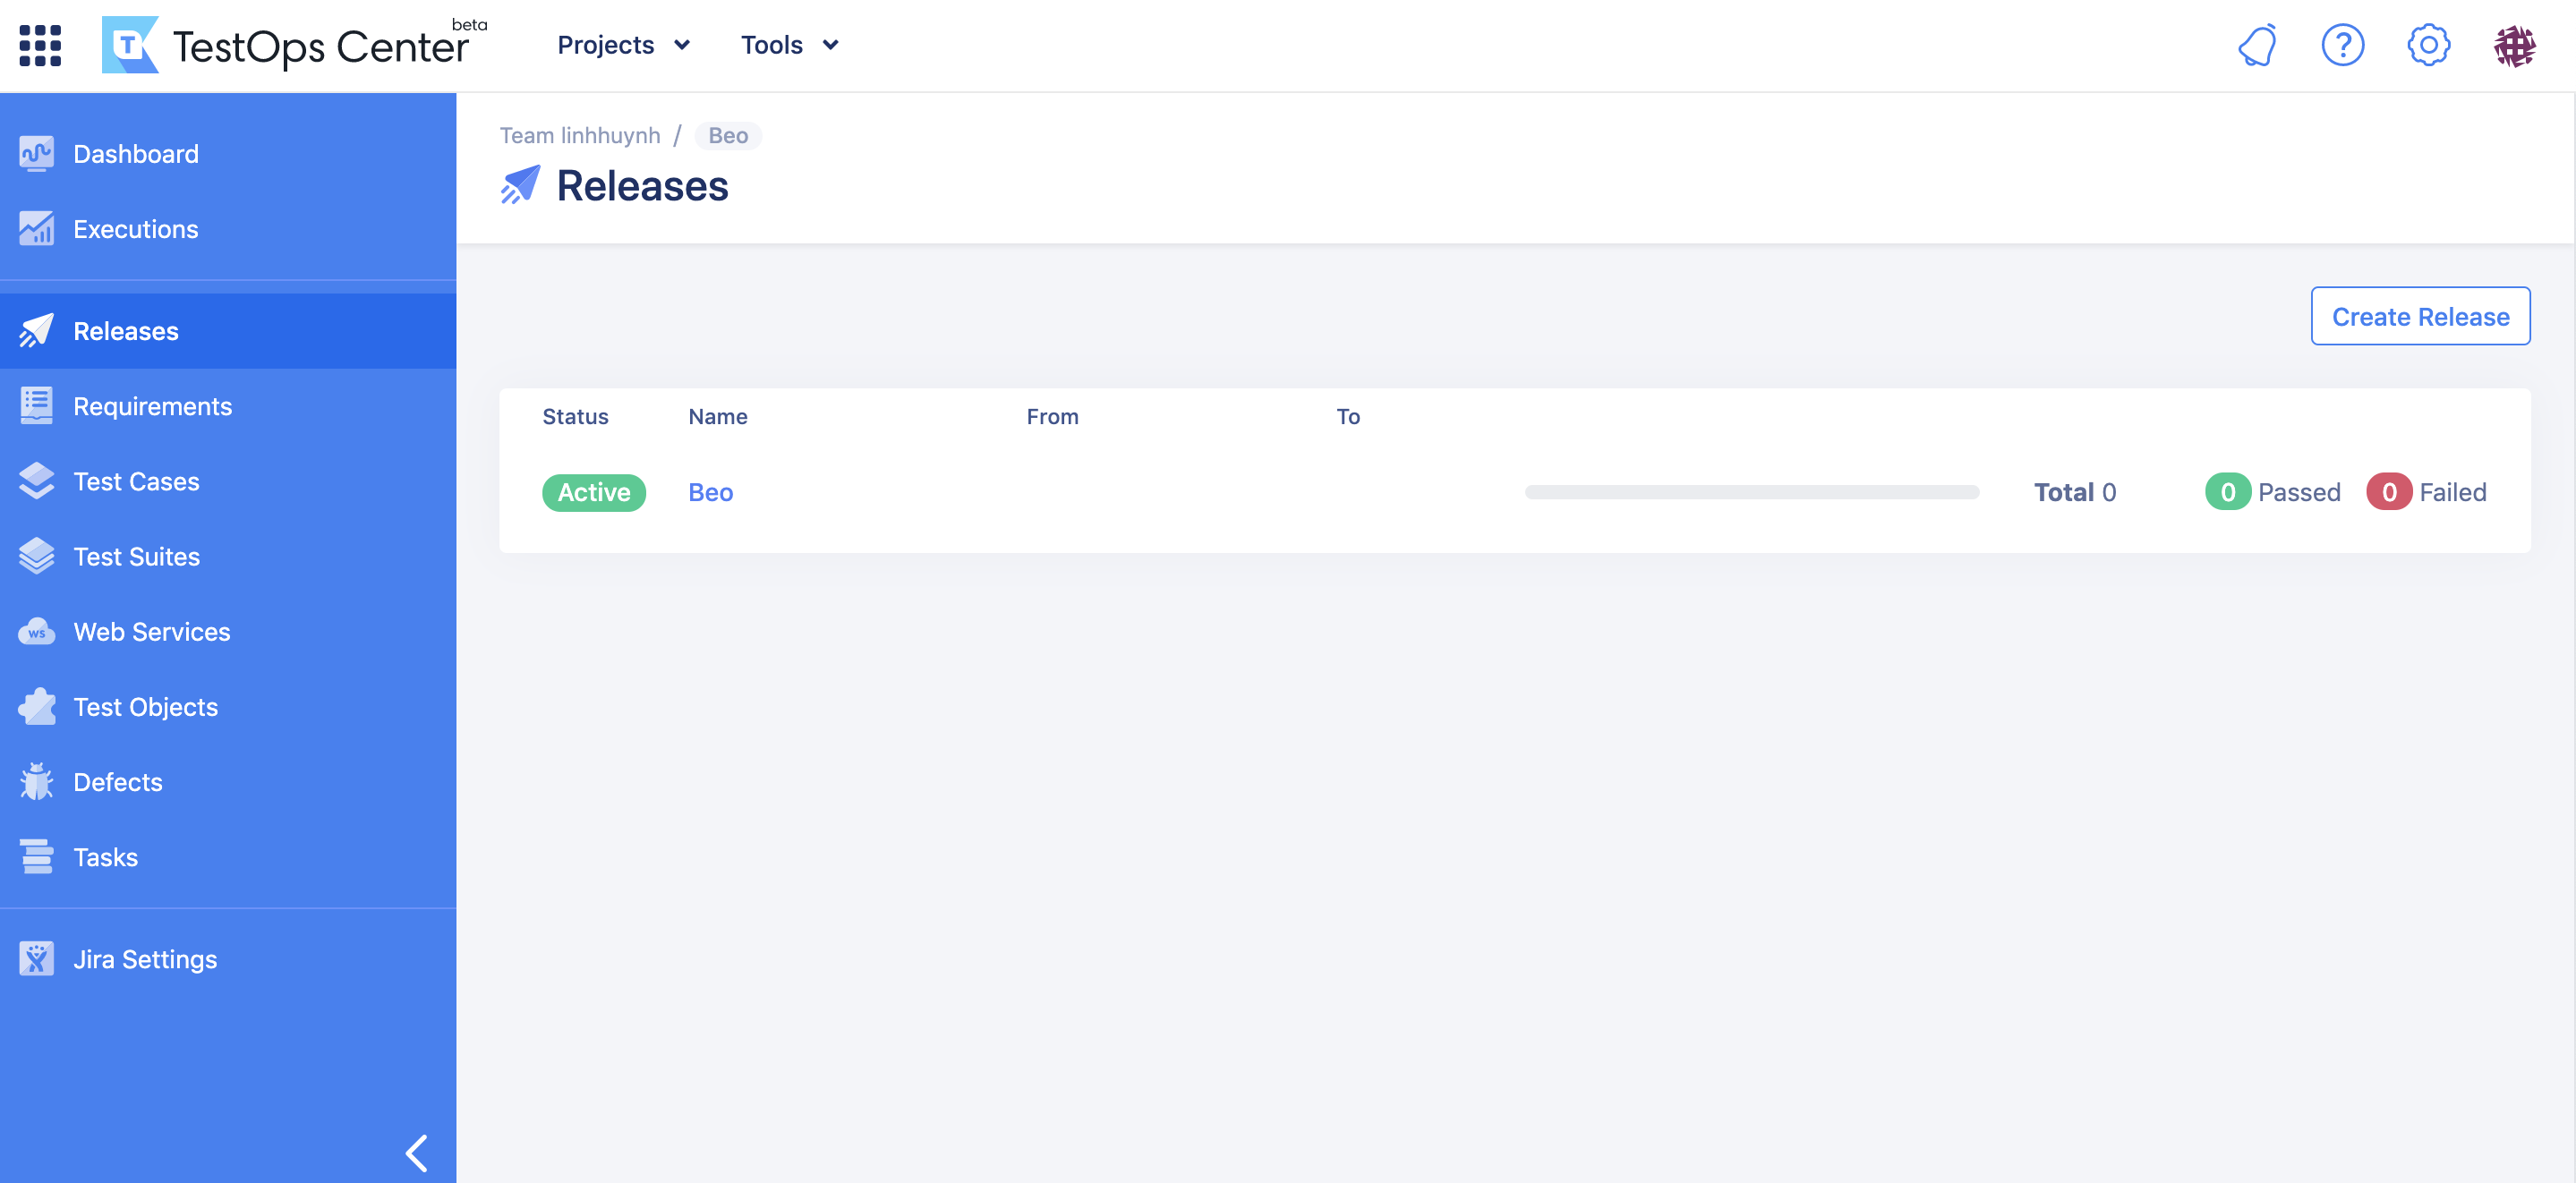 TestOps Center beta
Projects
Tools
Dashboard
Executions
Releases
Requirements
Test Cases
Test Suites
WS Web Services
Test Objects
Defects
Tasks
Jira Settings
Team linhhuynh / Beo
Releases
Create Release
Status Name From To
Active Beo Total 0 0 Passed 0 Failed